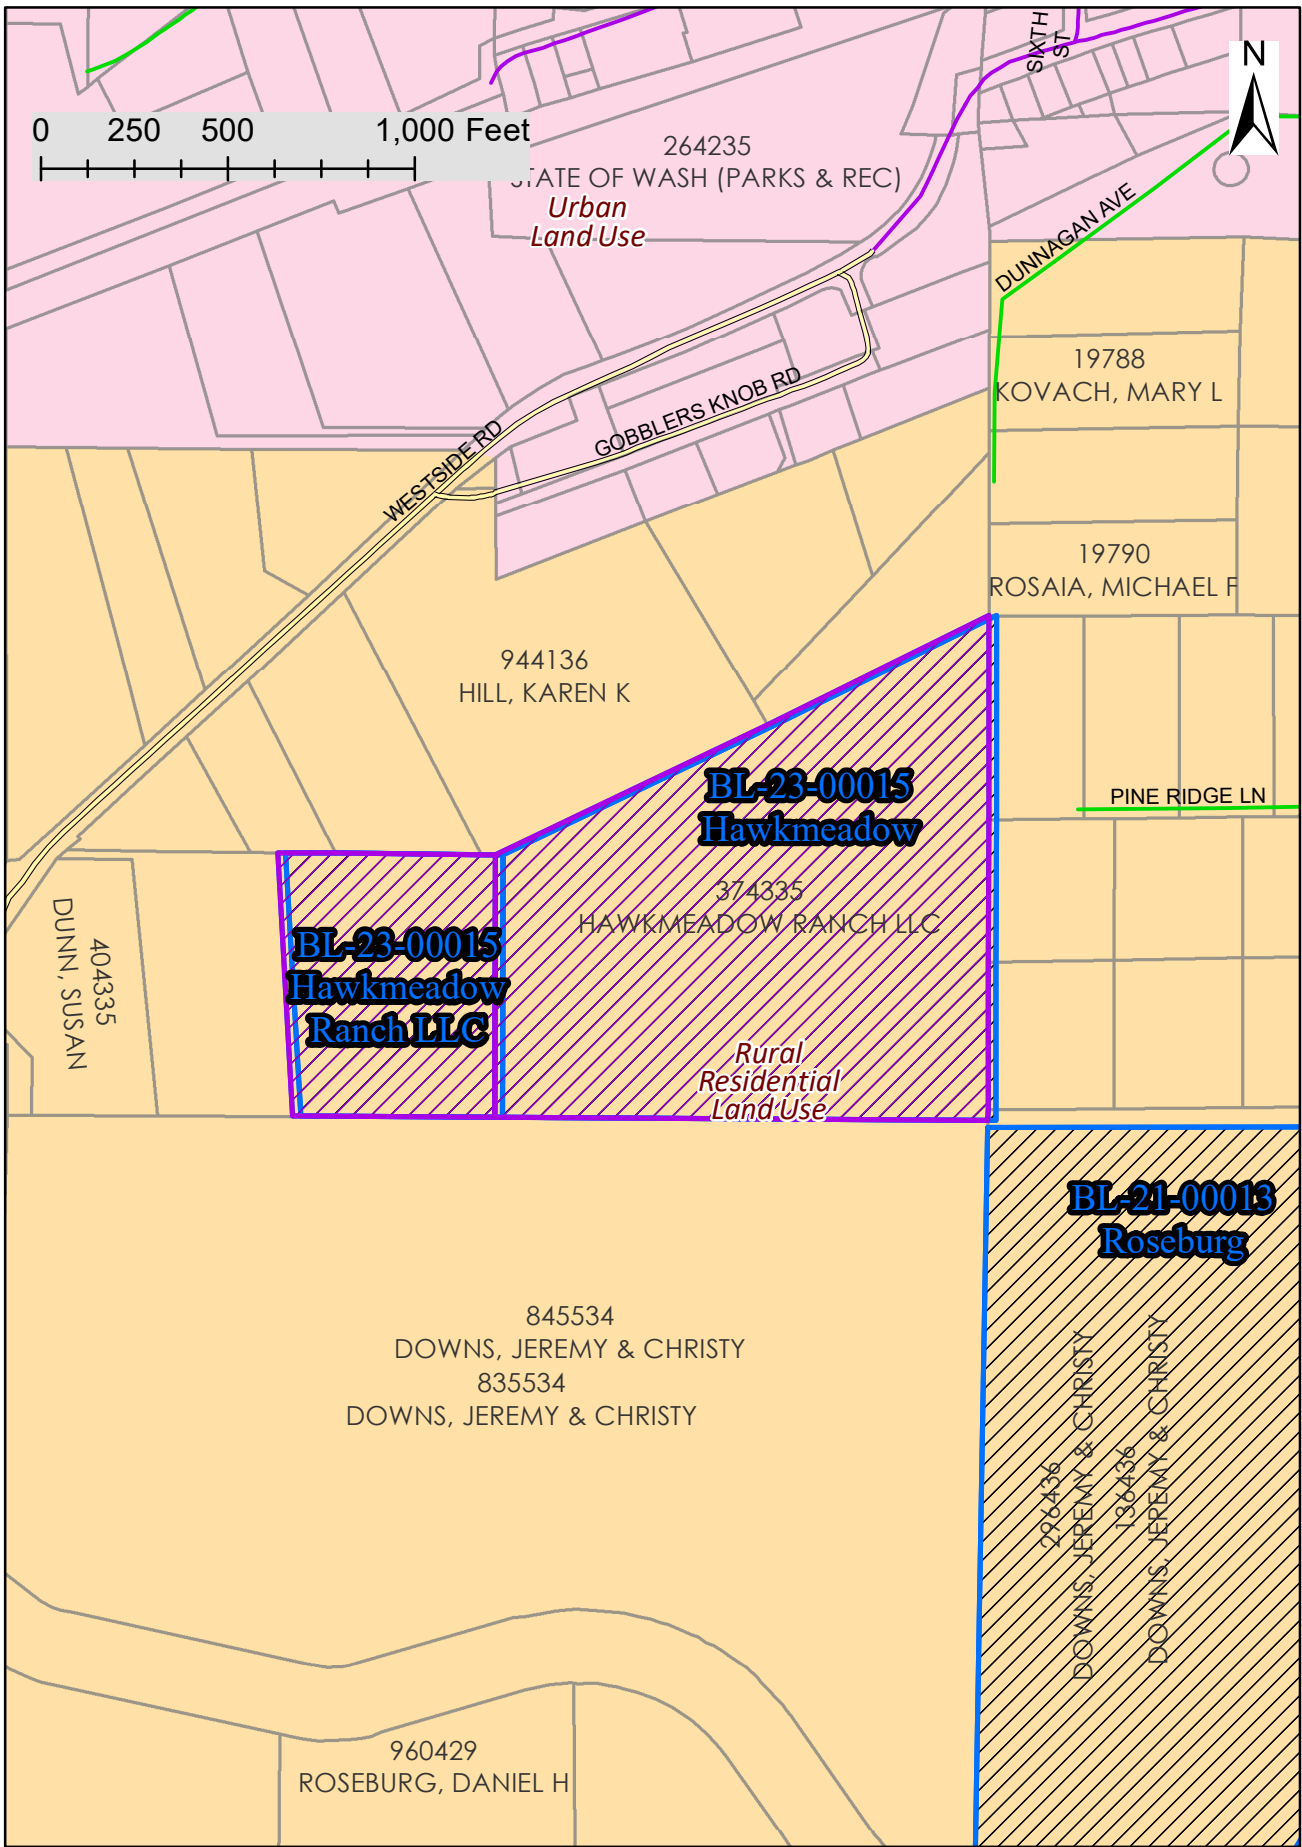 SIXTH
ST
N
0 250 500 1,000 Feet
264235
STATE OF WASH (PARKS & REC)
Urban
Land Use
DUNNAGAN AVE
19788
KOVACH, MARY L
GOBBLERS KNOB RD
WESTSIDE RD
19790
ROSAIA, MICHAEL F
944136
HILL, KAREN K
BL-23-00015
Hawkmeadow
PINE RIDGE LN
374335
HAWKMEADOW RANCH LLC
404335
DUNN, SUSAN
BL-23-00015
Hawkmeadow
Ranch LLC
Rural
Residential
Land Use
BL-21-00013
Roseburg
845534
DOWNS, JEREMY & CHRISTY
835534
DOWNS, JEREMY & CHRISTY
296436
DOWNS, JEREMY & CHRISTY
136436
DOWNS, JEREMY & CHRISTY
960429
ROSEBURG, DANIEL H